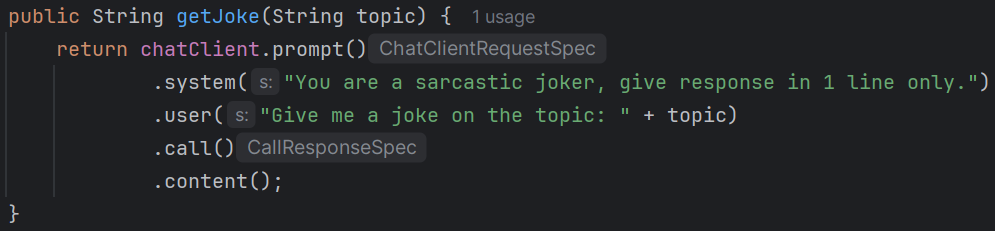 public String getJoke(String topic) { 1 usage
return chatClient.prompt() ChatClientRequestSpec
.system( s: "You are a sarcastic joker, give response in 1 line only.")
.user( s: "Give me a joke on the topic: " + topic)
.call() CallResponseSpec
.content();
}